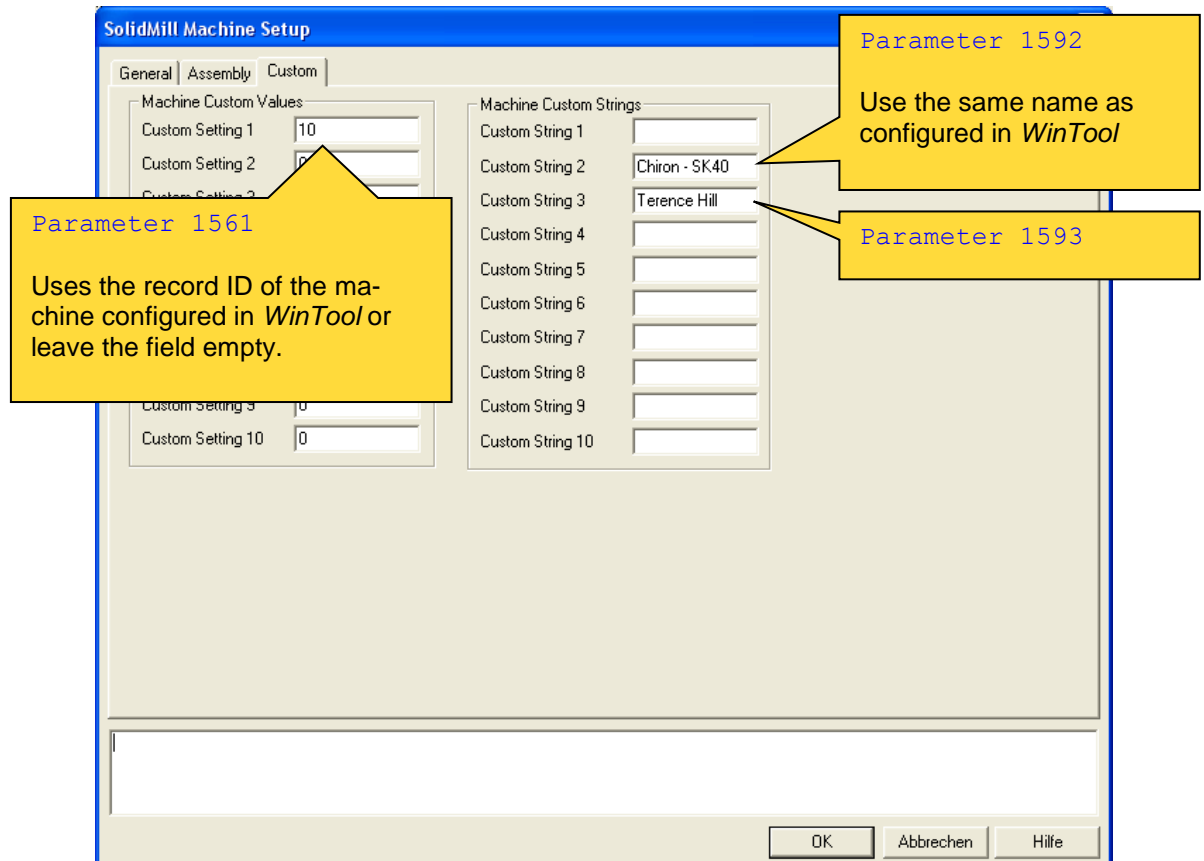 SolidMill Machine Setup
General Assembly Custom
Machine Custom Values
Custom Setting 1 10
Custom Setting 2
Custom Setting 9 0
Custom Setting 10 0
Machine Custom Strings
Custom String 1
Custom String 2 Chiron - SK40
Custom String 3 Terence Hill
Custom String 4
Custom String 5
Custom String 6
Custom String 7
Custom String 8
Custom String 9
Custom String 10
Parameter 1592
Use the same name as
configured in WinTool
Parameter 1593
Parameter 1561
Uses the record ID of the ma-
chine configured in WinTool or
leave the field empty.
OK Abbrechen Hilfe